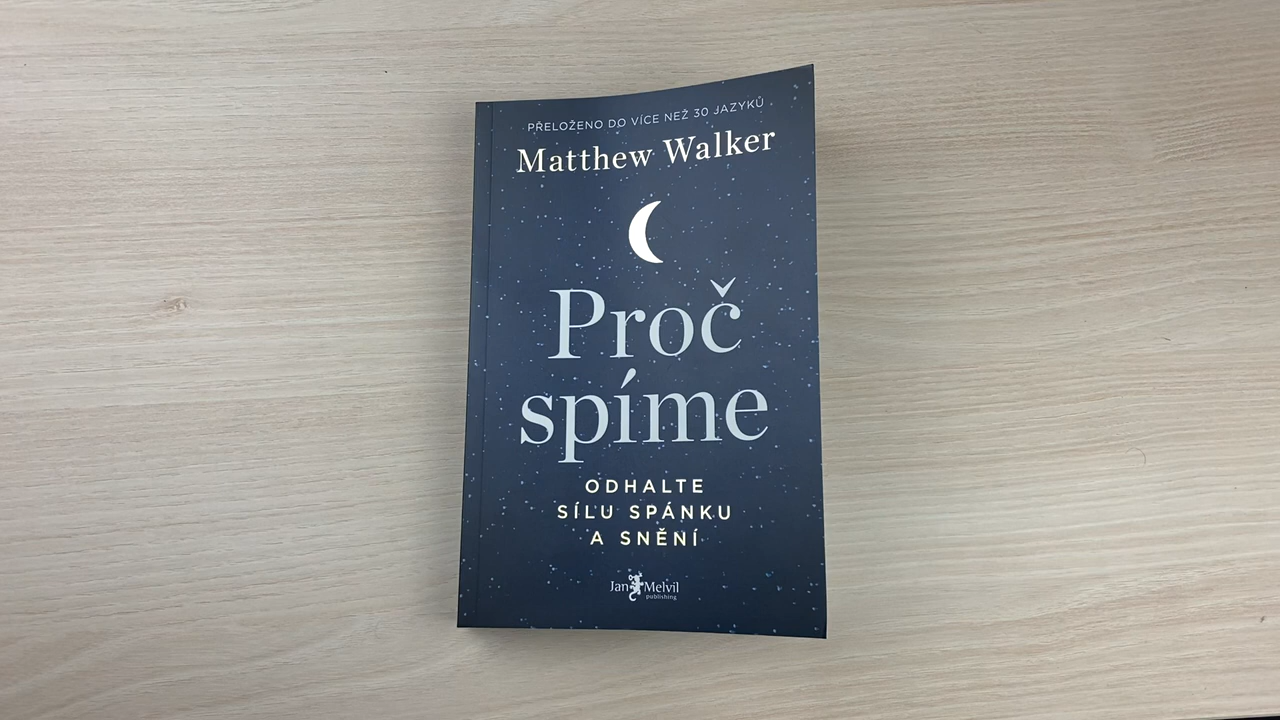 PŘELOŽENO DO VÍCE NEŽ 30 JAZYKŮ
Matthew Walker
Proč
spíme
ODHALTE
SÍLU SPÁNKU
A SNĚNÍ
Jan Melvil
publishing